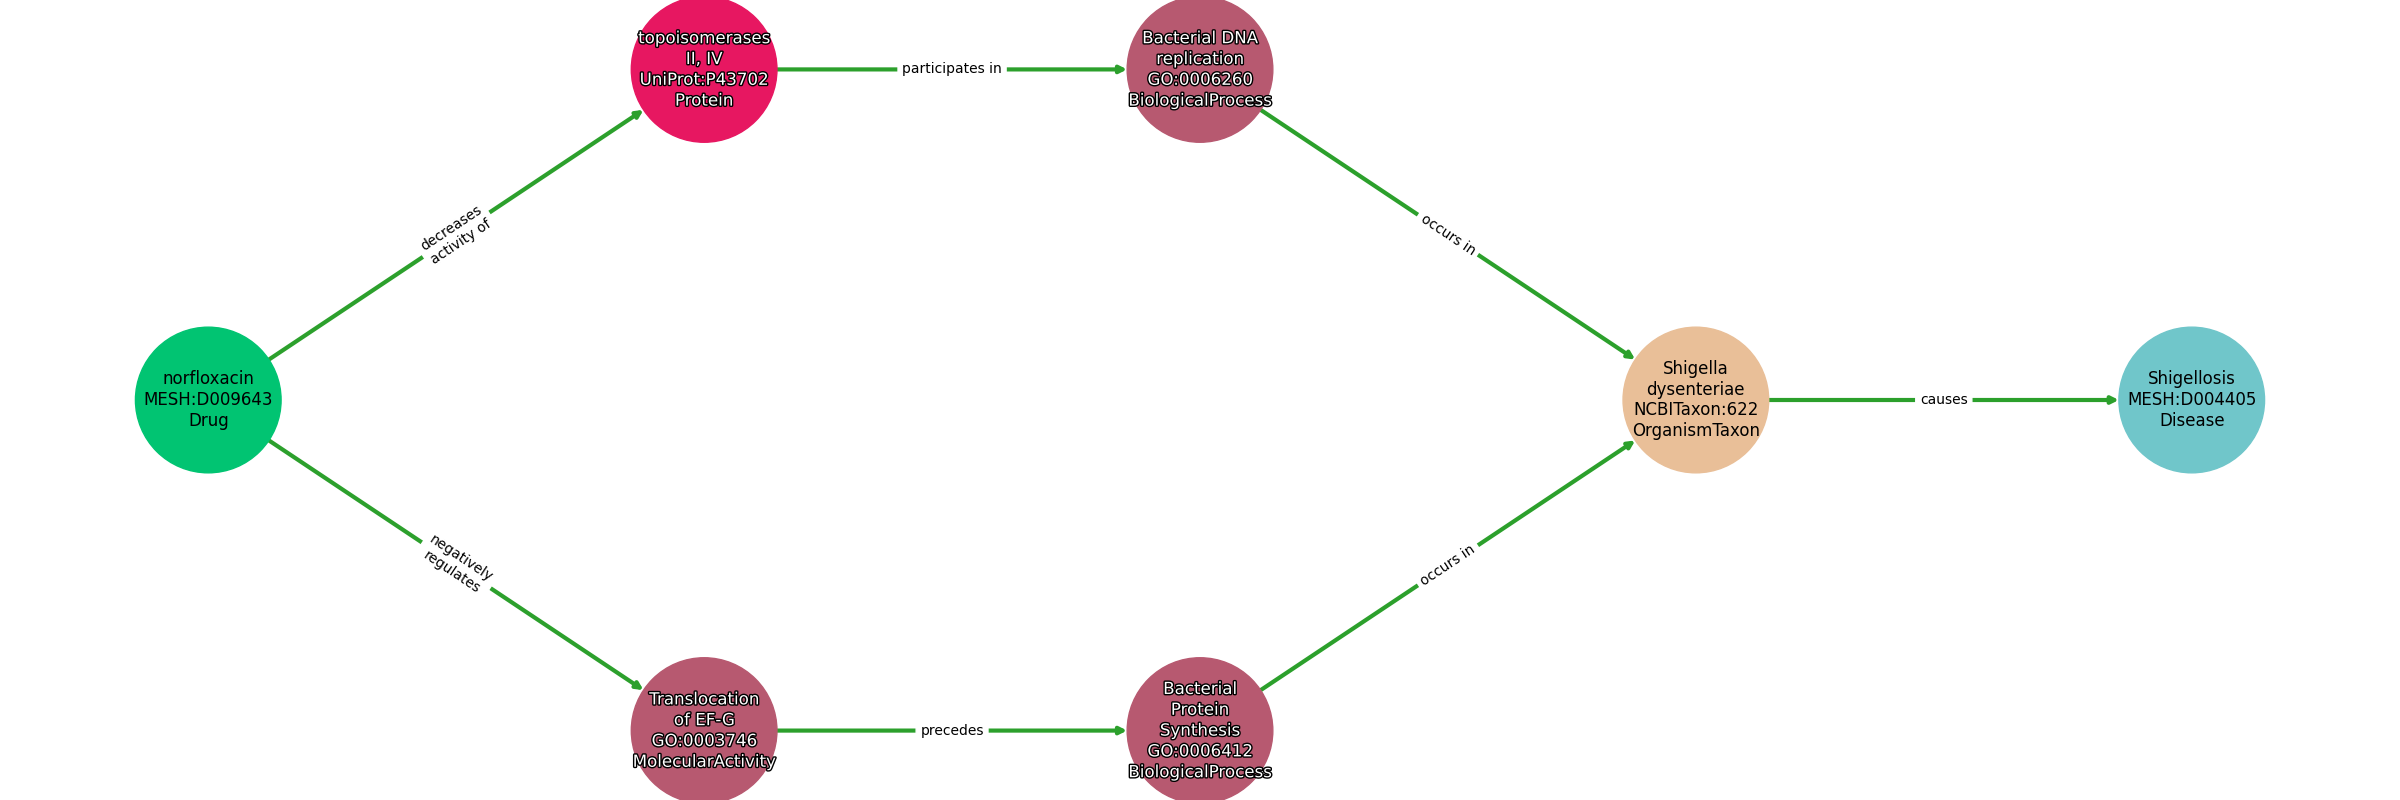 topoisomerases
II, IV
UniProt:P43702
Protein
participates in
Bacterial DNA
replication
GO:0006260
BiologicalProcess
decreases
activity of
occurs in
norfloxacin
MESH:D009643
Drug
Shigella
dysenteriae
NCBITaxon:622
OrganismTaxon
causes
Shigellosis
MESH:D004405
Disease
negatively
regulates
occurs in
Translocation
of EF-G
GO:0003746
MolecularActivity
precedes
Bacterial
Protein
Synthesis
GO:0006412
BiologicalProcess